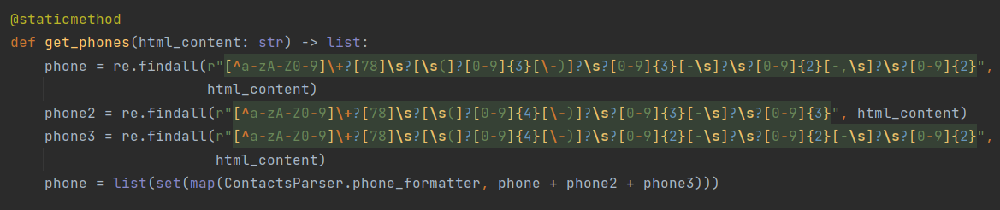 @staticmethod
def get_phones(html_content: str) -> list:
phone = re.findall(r"[^a-zA-Z0-9]\+?[78]\s?[\s(]?[0-9]{3}[\-)]?\s?[0-9]{3}[-\s]?\s?[0-9]{2}[-,\s]?\s?[0-9]{2}",
html_content)
phone2 = re.findall(r"[^a-zA-Z0-9]\+?[78]\s?[\s(]?[0-9]{4}[\-)]?\s?[0-9]{3}[-\s]?\s?[0-9]{3}", html_content)
phone3 = re.findall(r"[^a-zA-Z0-9]\+?[78]\s?[\s(]?[0-9]{4}[\-)]?\s?[0-9]{2}[-\s]?\s?[0-9]{2}[-\s]?\s?[0-9]{2}",
html_content)
phone = list(set(map(ContactsParser.phone_formatter, phone + phone2 + phone3)))